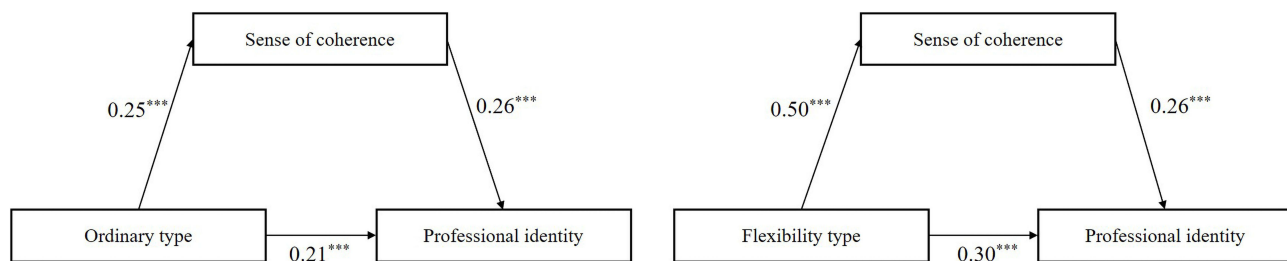 Sense of coherence
0.25***
0.26***
Ordinary type
0.21***
Professional identity
Sense of coherence
0.50***
0.26***
Flexibility type
0.30***
Professional identity